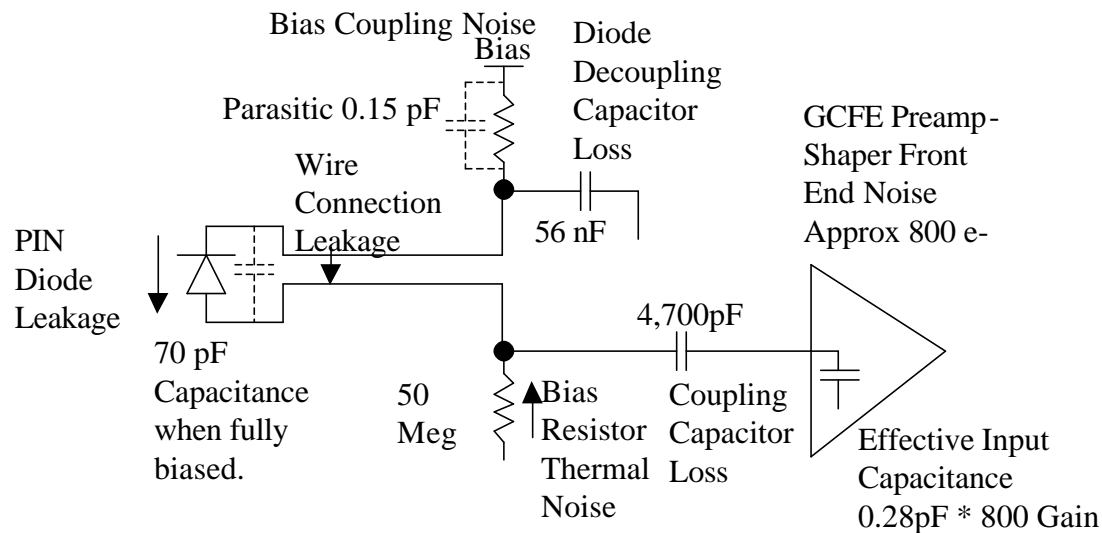 Bias Coupling Noise
Bias
Diode
Decoupling
Capacitor
Loss
Parasitic 0.15 pF
GCFE Preamp-
Shaper Front
End Noise
Approx 800 e-
Wire
Connection
Leakage
56 nF
PIN
Diode
Leakage
4,700pF
70 pF
Capacitance
when fully
biased.
50
Meg
Bias
Resistor
Thermal
Noise
Coupling
Capacitor
Loss
Effective Input
Capacitance
0.28pF * 800 Gain